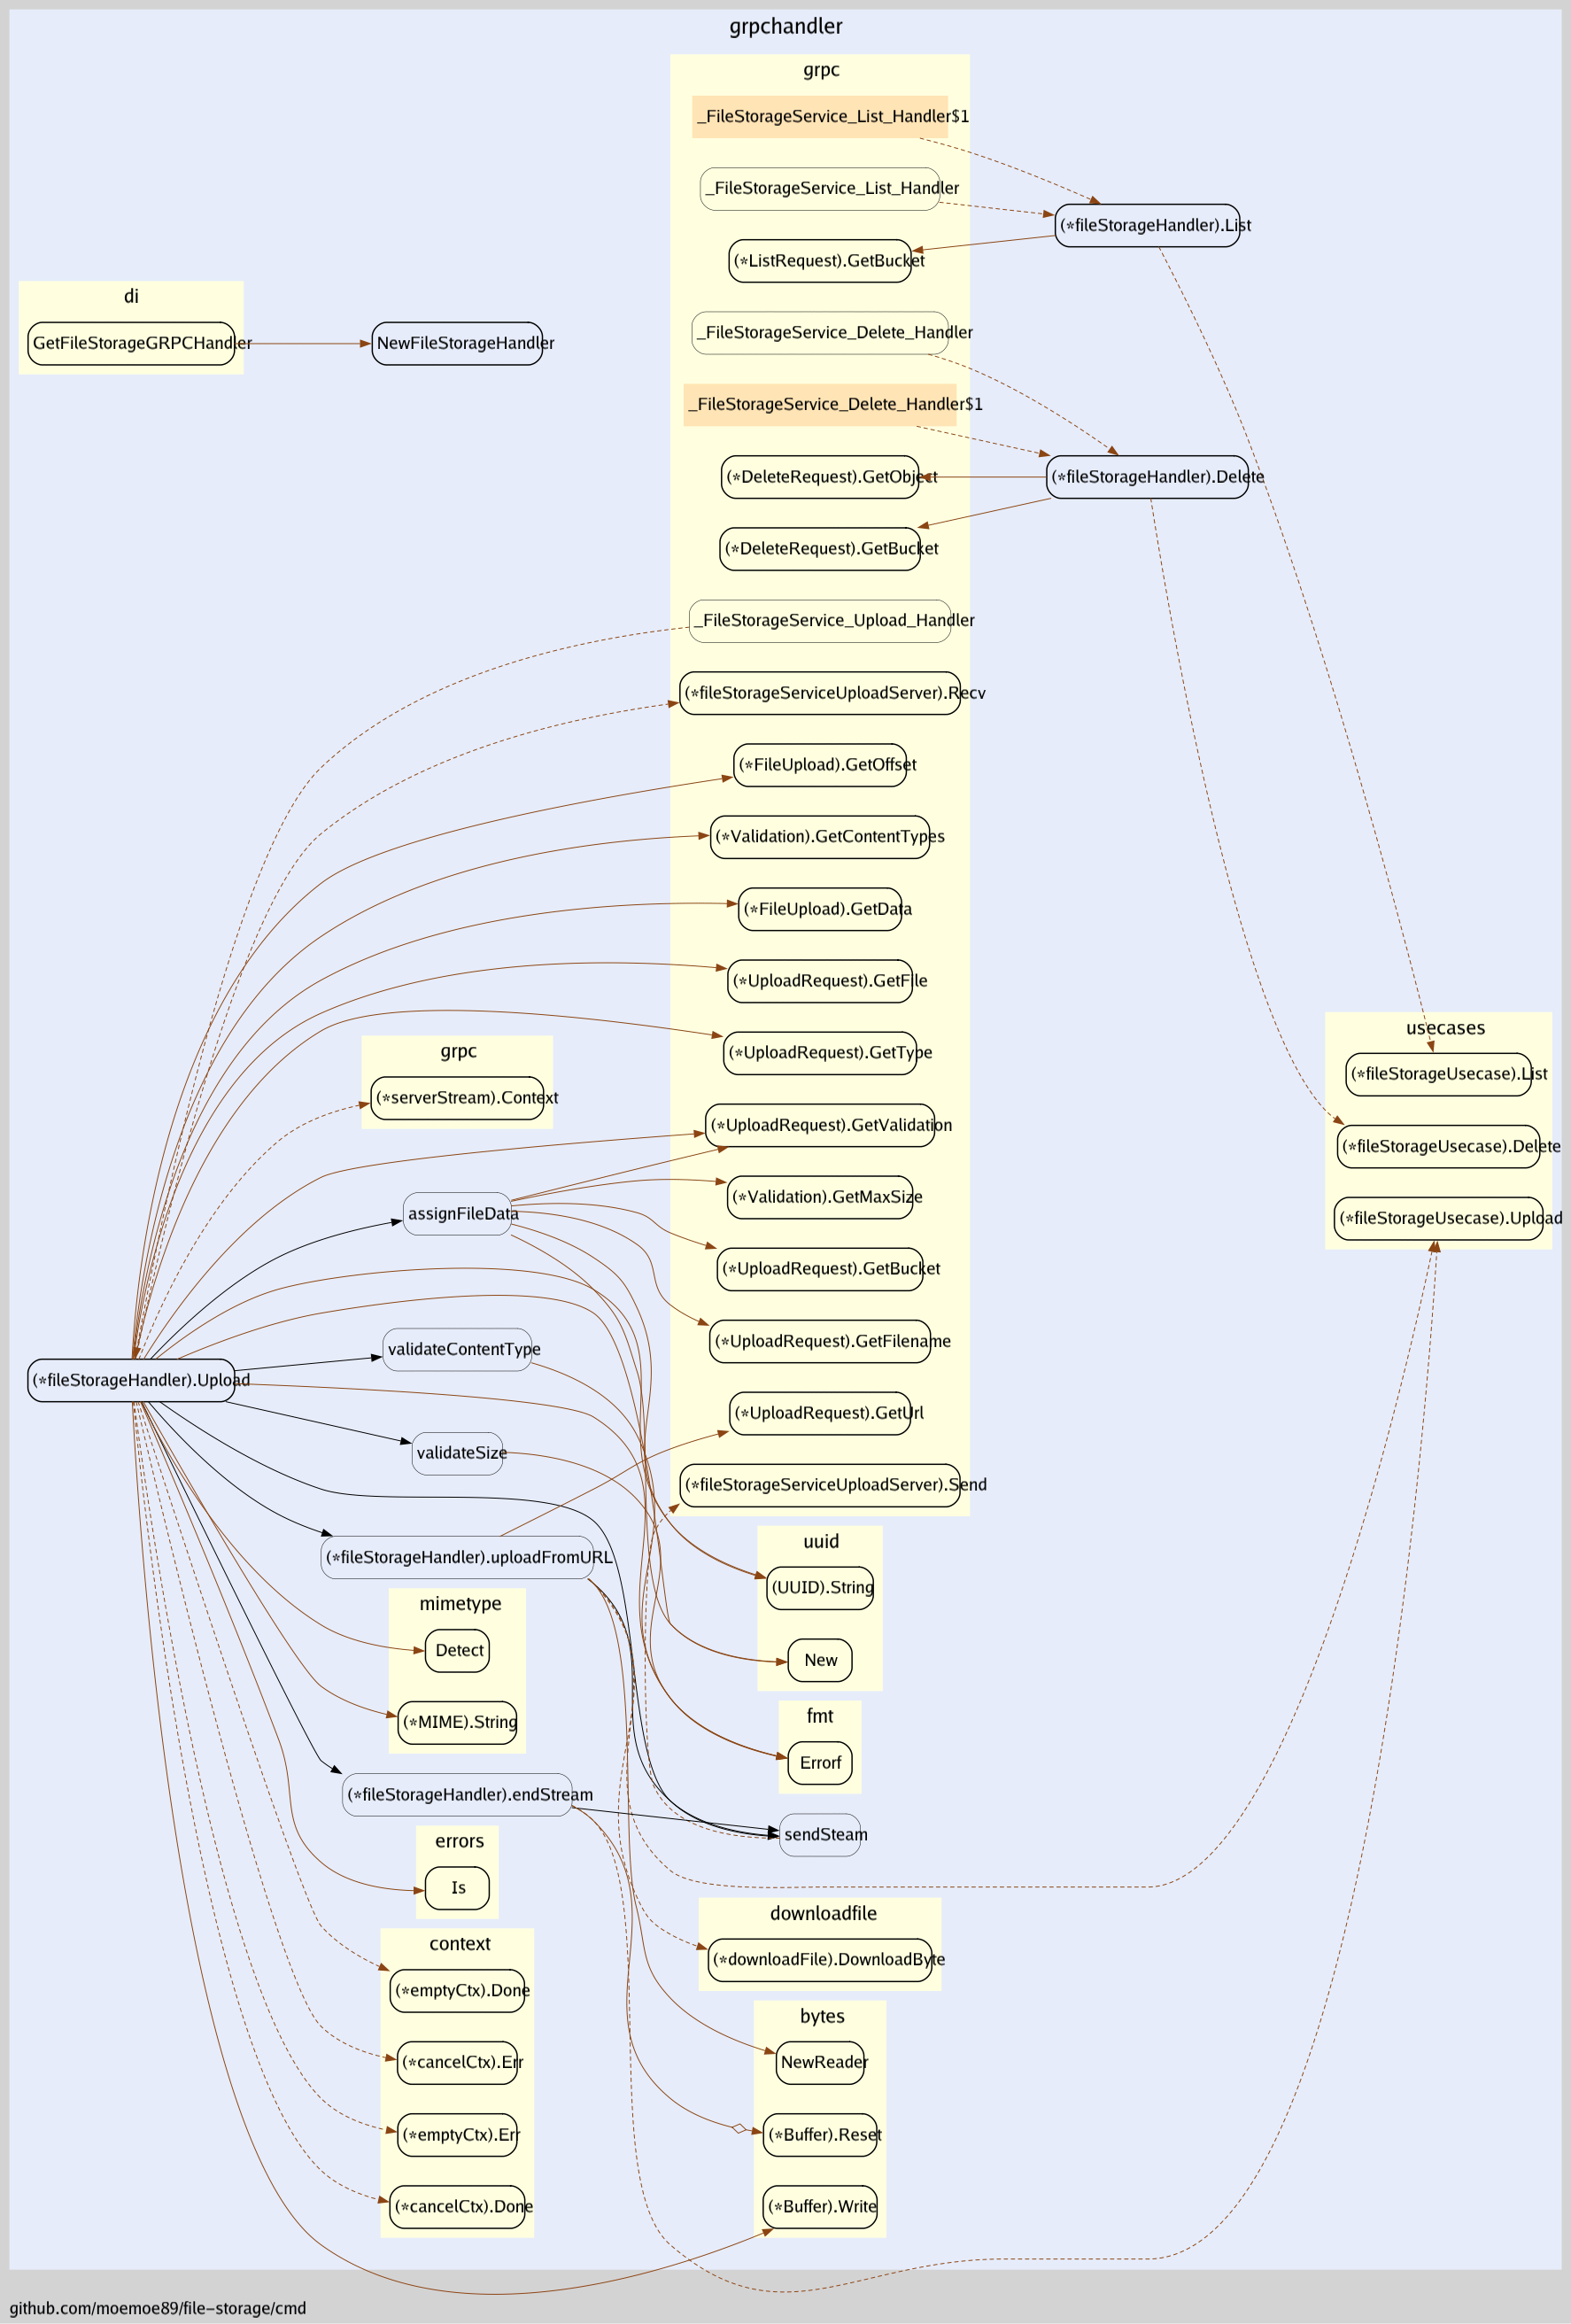 grpchandler
grpc
_FileStorageService_List_Handler$1
_FileStorageService_List_Handler
(*fileStorageHandler).List
(*ListRequest).GetBucket
di
GetFileStorageGRPCHandler
NewFileStorageHandler
_FileStorageService_Delete_Handler
_FileStorageService_Delete_Handler$1
(*DeleteRequest).GetObject
(*fileStorageHandler).Delete
(*DeleteRequest).GetBucket
_FileStorageService_Upload_Handler
(*fileStorageServiceUploadServer).Recv
(*FileUpload).GetOffset
(*Validation).GetContentTypes
(*FileUpload).GetData
(*UploadRequest).GetFile
(*UploadRequest).GetType
grpc
(*serverStream).Context
usecases
(*fileStorageUsecase).List
(*fileStorageUsecase).Delete
(*fileStorageUsecase).Upload
(*UploadRequest).GetValidation
(*Validation).GetMaxSize
assignFileData
(*UploadRequest).GetBucket
(*UploadRequest).GetFilename
validateContentType
(*fileStorageHandler).Upload
(*UploadRequest).GetUrl
validateSize
(*fileStorageServiceUploadServer).Send
(*fileStorageHandler).uploadFromURL
uuid
(UUID).String
New
mimetype
Detect
(*MIME).String
fmt
Errorf
(*fileStorageHandler).endStream
sendSteam
errors
Is
downloadfile
(*downloadFile).DownloadByte
context
(*emptyCtx).Done
(*cancelCtx).Err
(*emptyCtx).Err
(*cancelCtx).Done
bytes
NewReader
(*Buffer).Reset
(*Buffer).Write
github.com/moemoe89/file-storage/cmd